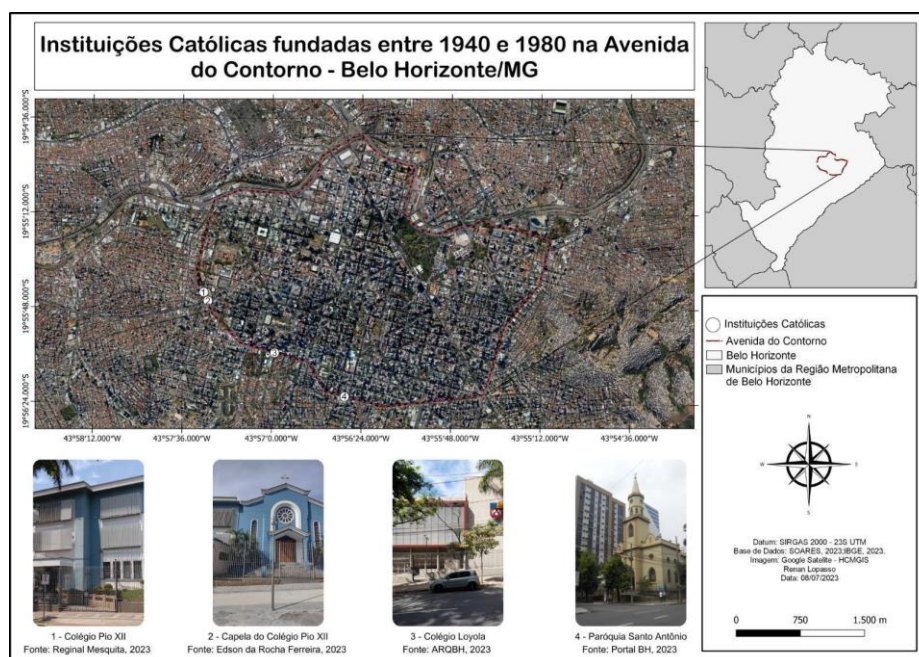 Instituições Católicas fundadas entre 1940 e 1980 na Avenida
do Contorno - Belo Horizonte/MG
19°54'36.000"S
19°55'12.000"S
19°55'48.000"S
19°56'24.000"S
1
2
3
4
43°58'12.000"W
43°57'36.000"W
43°57'0.000"W
43°56'24.000"W
43°55'48.000"W
43°55'12.000"W
43°54'36.000"W
1 - Colégio Pio XII
Fonte: Reginal Mesquita, 2023
2 - Capela do Colégio Pio XII
Fonte: Edson da Rocha Ferreira, 2023
3 - Colégio Loyola
Fonte: ARQBH, 2023
4 - Paróquia Santo Antônio
Fonte: Portal BH, 2023
Instituições Católicas
Avenida do Contorno
Belo Horizonte
Municípios da Região Metropolitana
de Belo Horizonte
N
W
E
S
Datum: SIRGAS 2000 - 23S UTM
Base de Dados: SOARES, 2023;IBGE, 2023.
Imagem: Google Satelite - HCMGIS
Renan Lopasso
Data: 08/07/2023
0 750 1.500 m